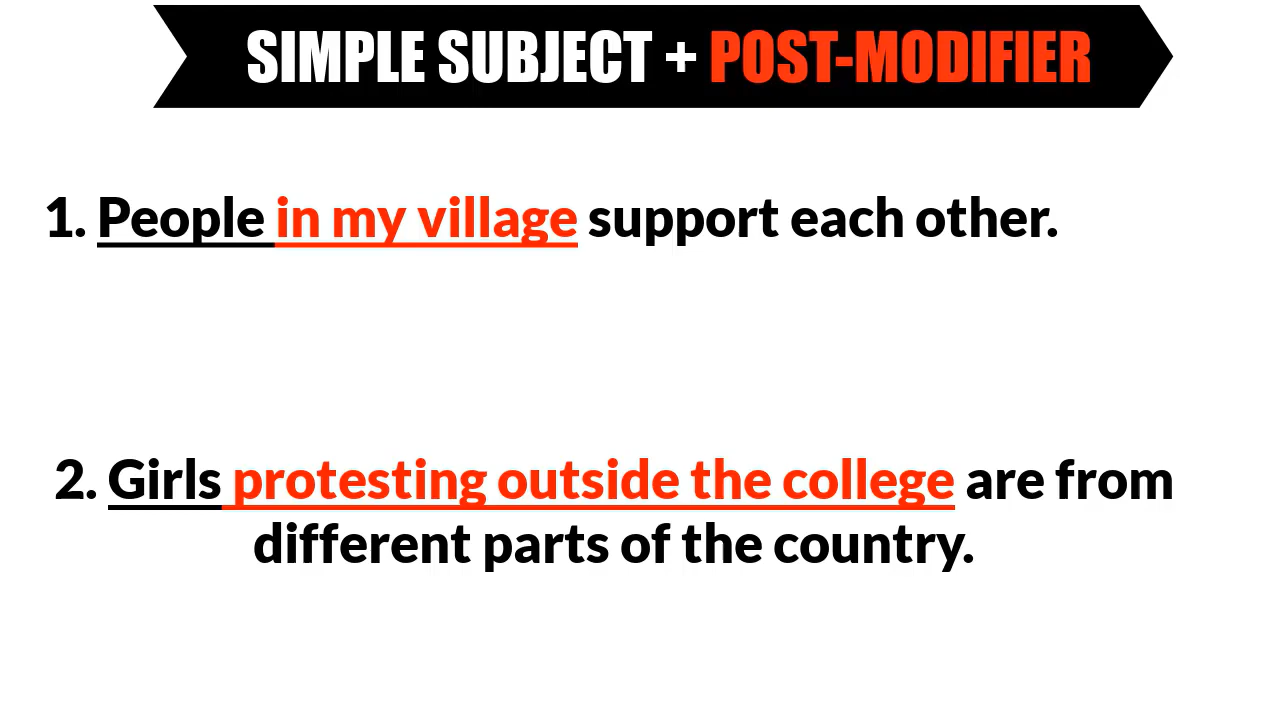 SIMPLE SUBJECT + POST-MODIFIER
1. People in my village support each other.
2. Girls protesting outside the college are from
different parts of the country.